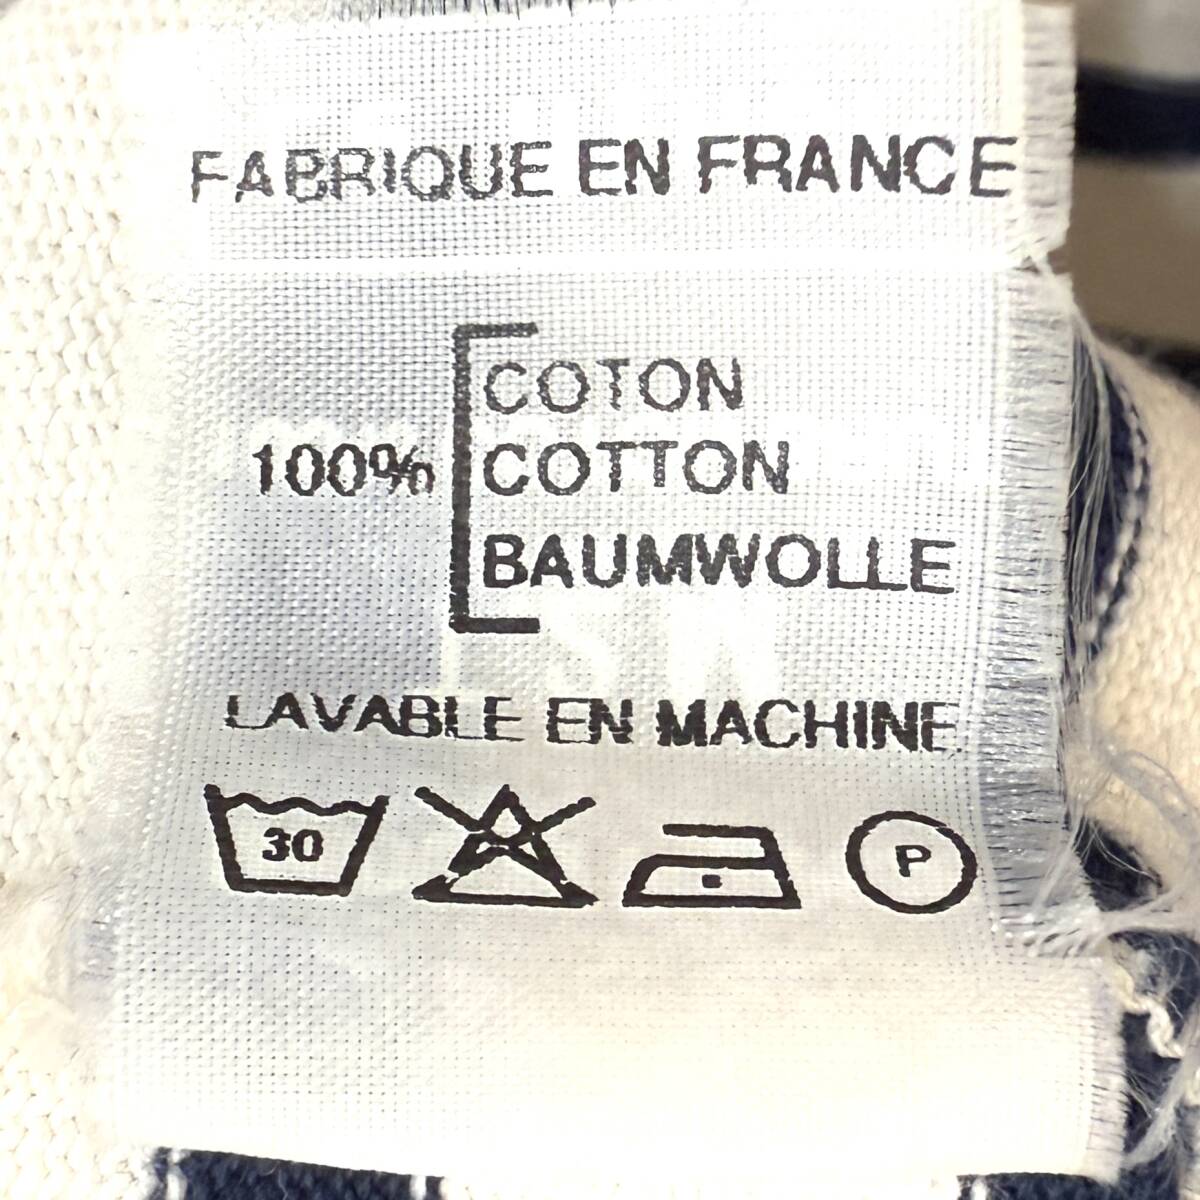 FABRIQUE EN FRANCE
COTON
100% COTTON
BAUMWOLLE
LAVABLE EN MACHINE
30 P